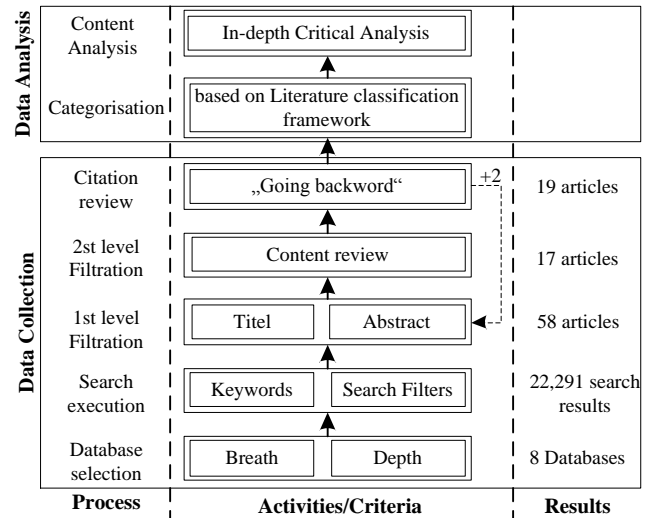 Data Analysis
Content
Analysis
In-depth Critical Analysis
Categorisation
based on Literature classification
framework
Data Collection
Citation
review
„Going backword“
+2
19 articles
2st level
Filtration
Content review
17 articles
1st level
Filtration
Titel
Abstract
58 articles
Search
execution
Keywords
Search Filters
22,291 search
results
Database
selection
Breath
Depth
8 Databases
Process
Activities/Criteria
Results